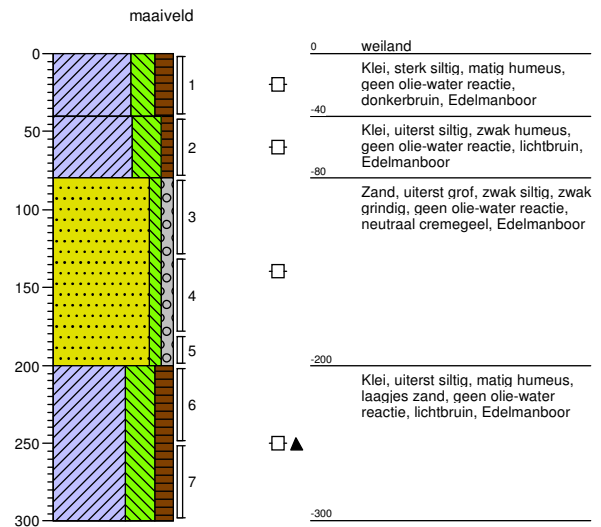 maaiveld
0
50
100
150
200
250
300
1
2
3
4
5
6
7
0 weiland
Klei, sterk siltig, matig humeus,
geen olie-water reactie,
donkerbruin, Edelmanboor
-40
Klei, uiterst siltig, zwak humeus,
geen olie-water reactie, lichtbruin,
Edelmanboor
-80
Zand, uiterst grof, zwak siltig, zwak
grindig, geen olie-water reactie,
neutraal cremegeel, Edelmanboor
-200
Klei, uiterst siltig, matig humeus,
laagjes zand, geen olie-water
reactie, lichtbruin, Edelmanboor
-300